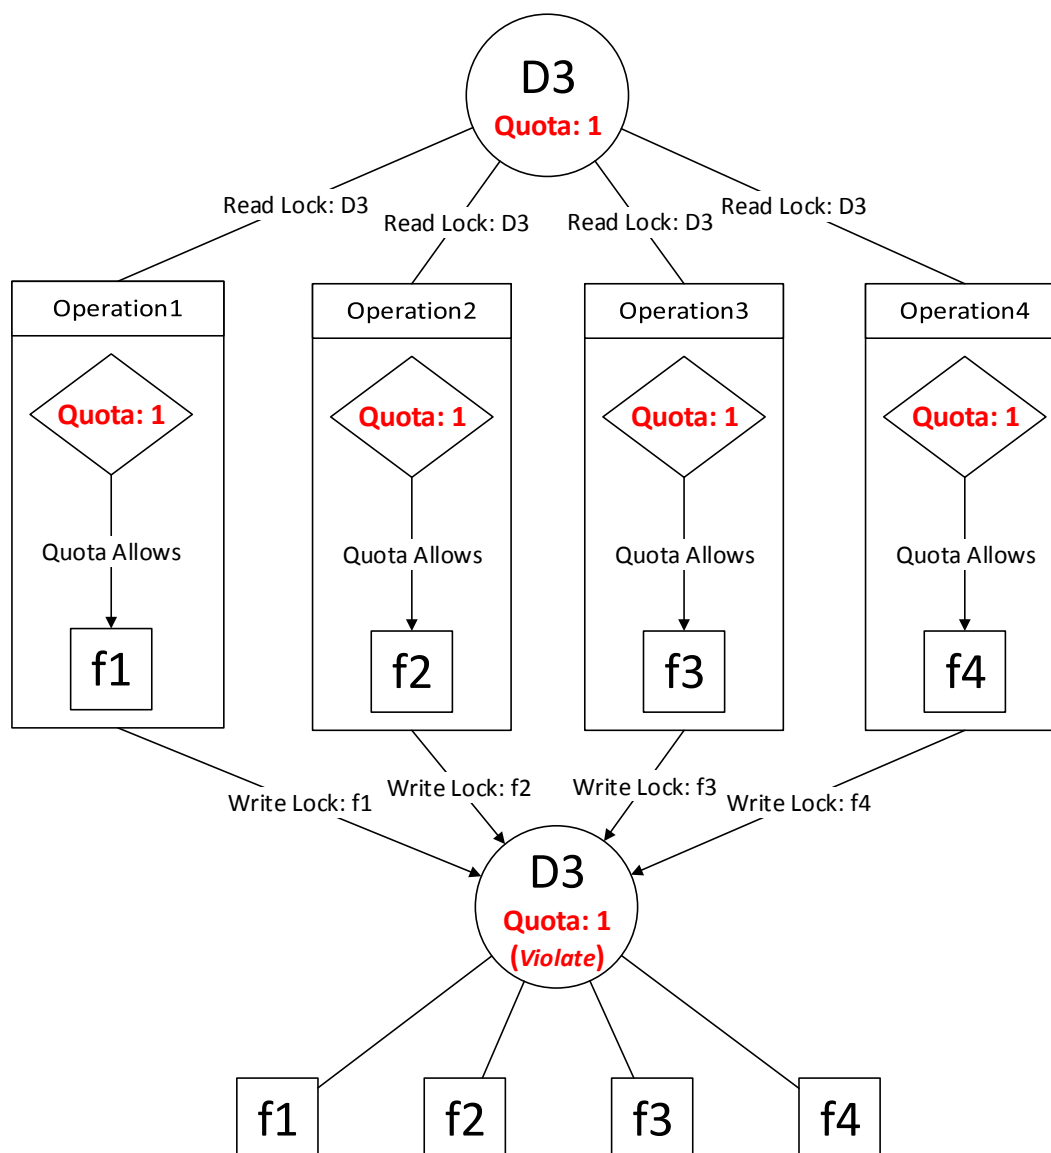 D3
Quota: 1
Read Lock: D3
Read Lock: D3
Read Lock: D3
Read Lock: D3
Operation1
Operation2
Operation3
Operation4
Quota: 1
Quota: 1
Quota: 1
Quota: 1
Quota Allows
Quota Allows
Quota Allows
Quota Allows
f1
f2
f3
f4
Write Lock: f1
Write Lock: f2
Write Lock: f3
Write Lock: f4
D3
Quota: 1
(Violate)
f1
f2
f3
f4